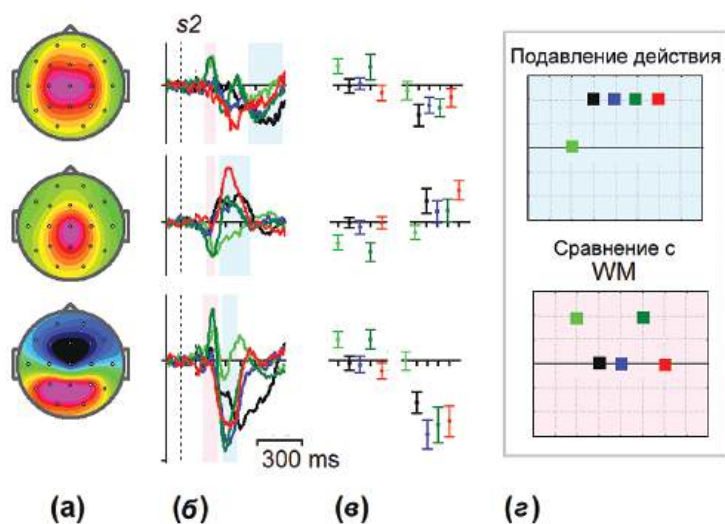 s2
Подавление действия
Сравнение с
WM
300 ms
(а)
(б)
(в)
(г)